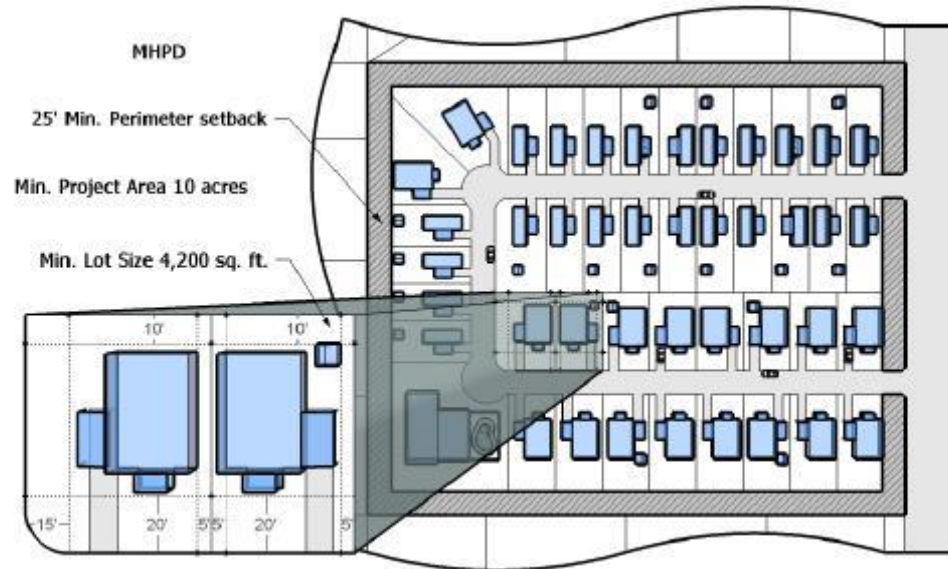 MHPD
25' Min. Perimeter setback
Min. Project Area 10 acres
Min. Lot Size 4,200 sq. ft.
10' 10'
15' 20' 5' 5' 20' 5'